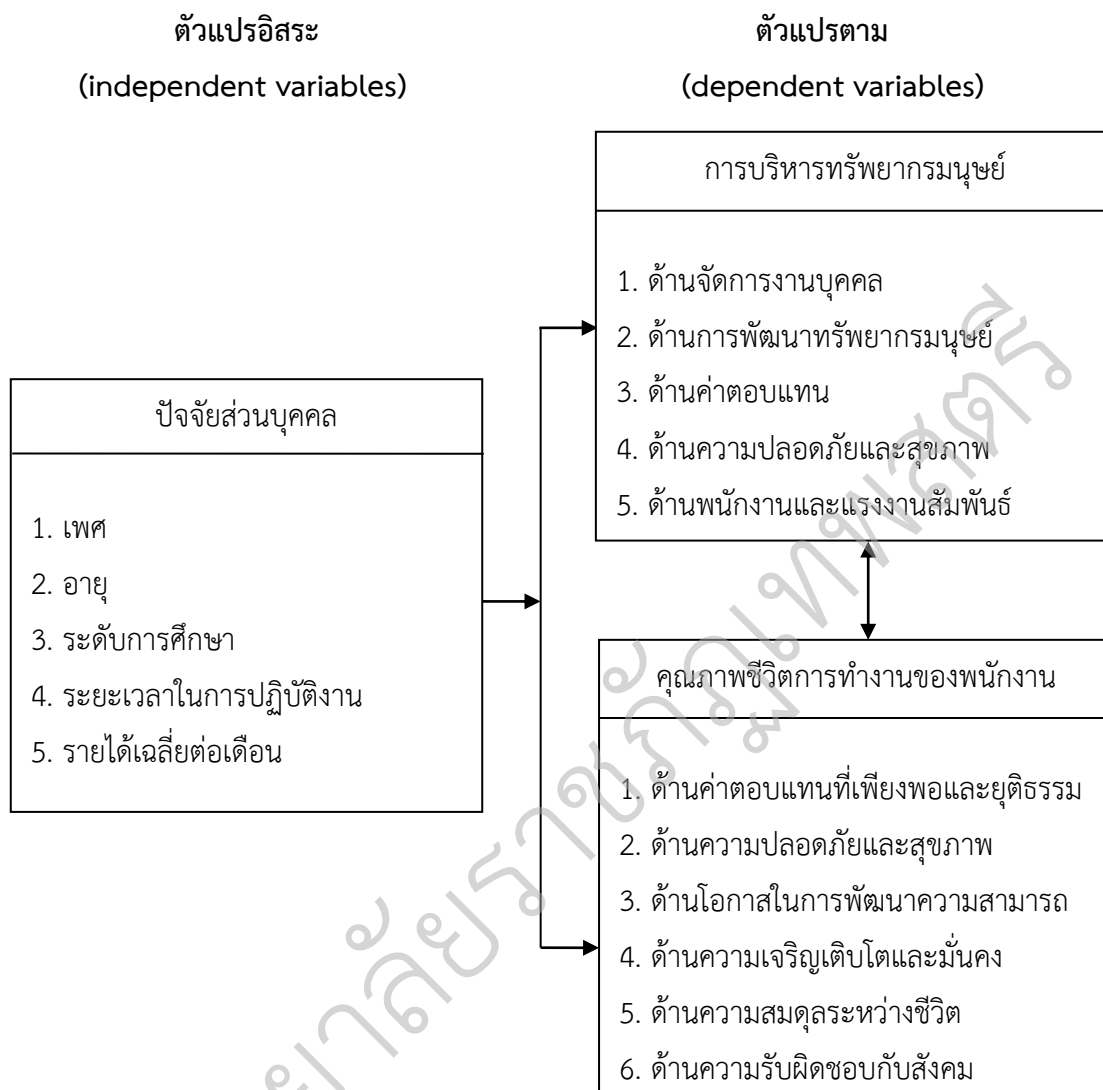 ตัวแปรอิสระ
(independent variables)
ตัวแปรตาม
(dependent variables)
การบริหารทรัพยากรมนุษย์
1. ด้านจัดการงานบุคคล
2. ด้านการพัฒนาทรัพยากรมนุษย์
3. ด้านค่าตอบแทน
4. ด้านความปลอดภัยและสุขภาพ
5. ด้านพนักงานและแรงงานสัมพันธ์
ปัจจัยส่วนบุคคล
1. เพศ
2. อายุ
3. ระดับการศึกษา
4. ระยะเวลาในการปฏิบัติงาน
5. รายได้เฉลี่ยต่อเดือน
คุณภาพชีวิตการทำงานของพนักงาน
1. ด้านค่าตอบแทนที่เพียงพอและยุติธรรม
2. ด้านความปลอดภัยและสุขภาพ
3. ด้านโอกาสในการพัฒนาความสามารถ
4. ด้านความเจริญเติบโตและมั่นคง
5. ด้านความสมดุลระหว่างชีวิต
6. ด้านความรับผิดชอบกับสังคม
ยาลัยราชภัฏเทพสตรี